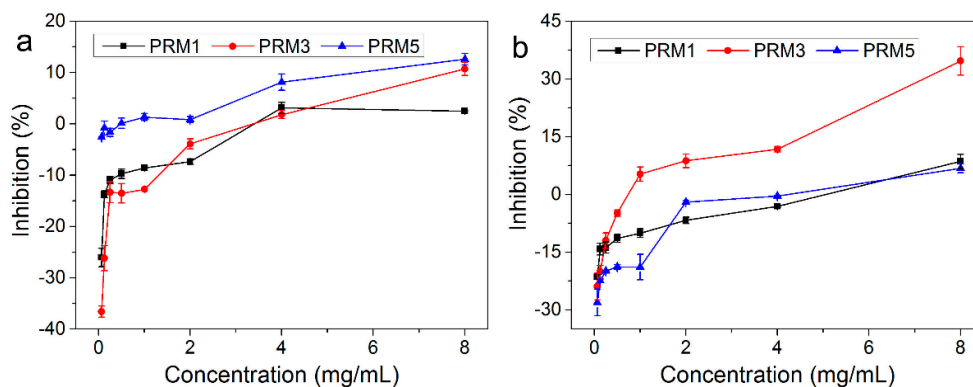 a
PRM1 PRM3 PRM5
20
10
0
-10
-20
-30
-40
Inhibition (%)
0 2 4 6 8
Concentration (mg/mL)
b
PRM1 PRM3 PRM5
45
30
15
0
-15
-30
Inhibition (%)
0 2 4 6 8
Concentration (mg/mL)